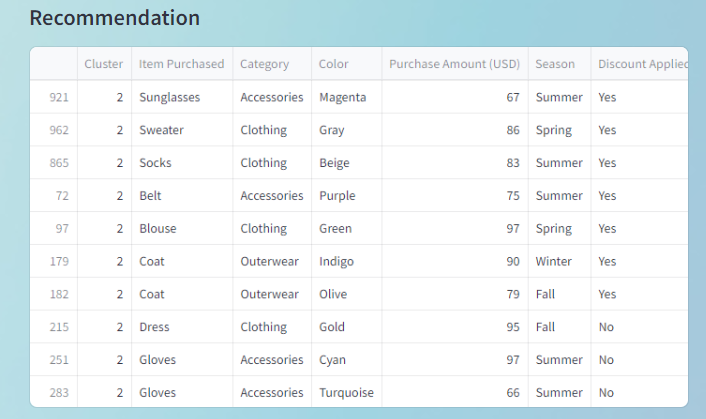 Recommendation
Cluster Item Purchased Category Color Purchase Amount (USD) Season Discount Applied
921 2 Sunglasses Accessories Magenta 67 Summer Yes
962 2 Sweater Clothing Gray 86 Spring Yes
865 2 Socks Clothing Beige 83 Summer Yes
72 2 Belt Accessories Purple 75 Summer Yes
97 2 Blouse Clothing Green 97 Spring Yes
179 2 Coat Outerwear Indigo 90 Winter Yes
182 2 Coat Outerwear Olive 79 Fall Yes
215 2 Dress Clothing Gold 95 Fall No
251 2 Gloves Accessories Cyan 97 Summer No
283 2 Gloves Accessories Turquoise 66 Summer No